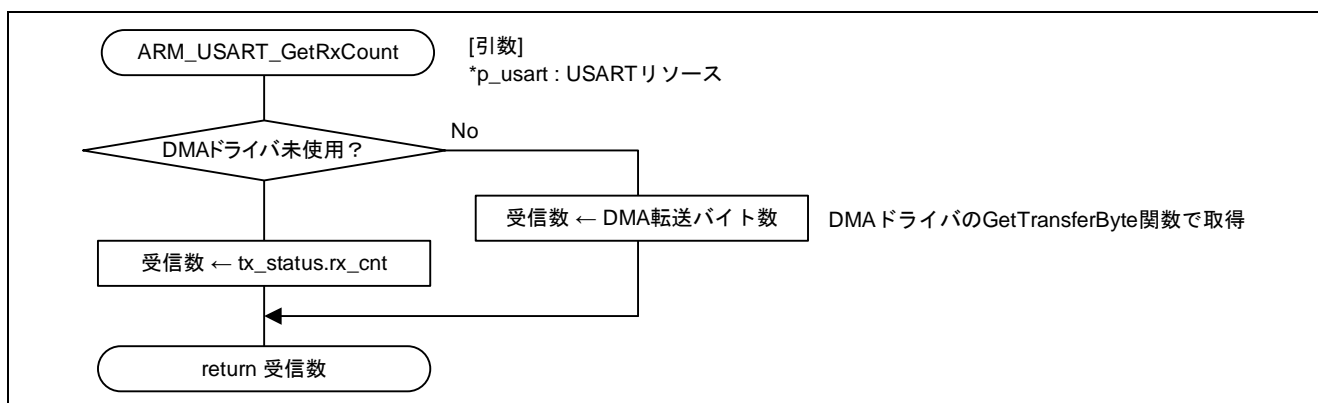 ARM_USART_GetRxCount
[引数]
*p_usart : USARTリソース
No
DMAドライバ未使用？
受信数 ← DMA転送バイト数
DMAドライバのGetTransferByte関数で取得
受信数 ← tx_status.rx_cnt
return 受信数